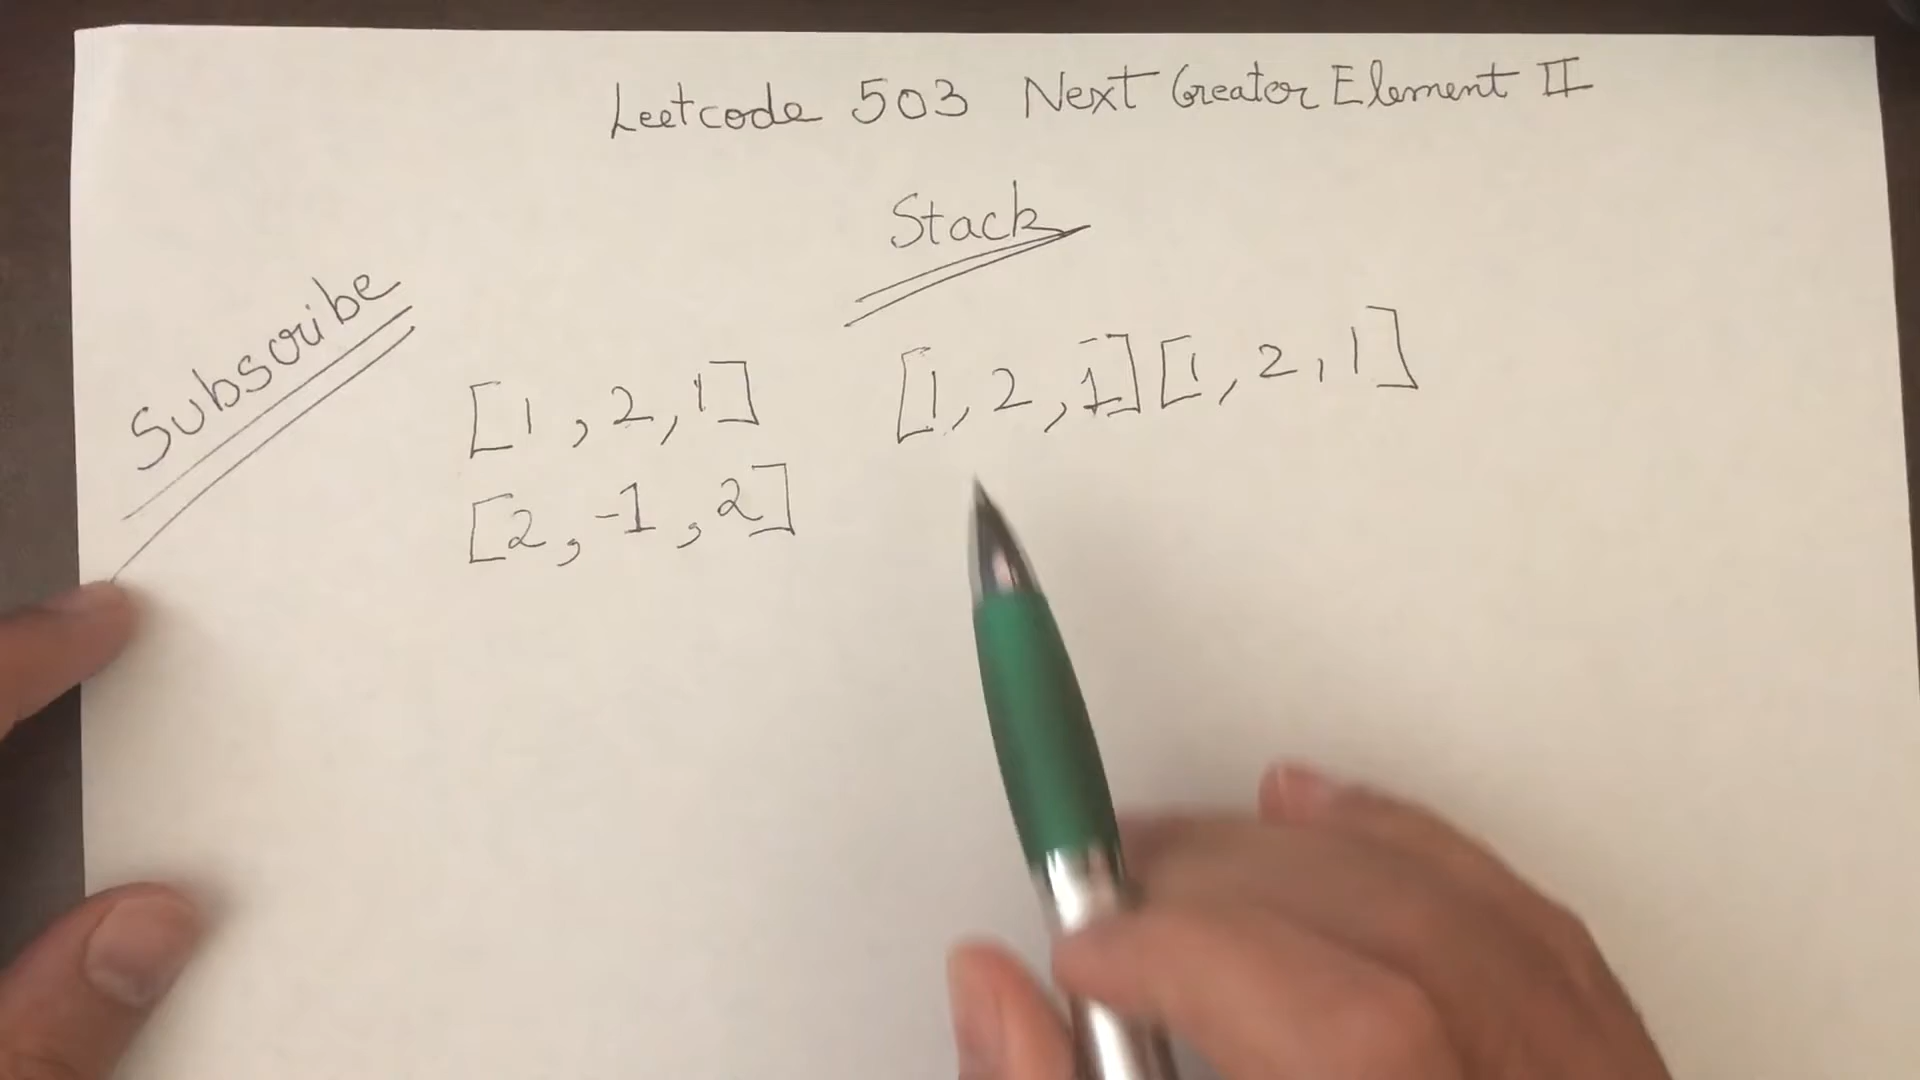 Leetcode 503 Next Greator Element II
Stack
Subscribe
[1, 2, 1] [1, 2, 1][1, 2, 1]
[2, -1, 2]